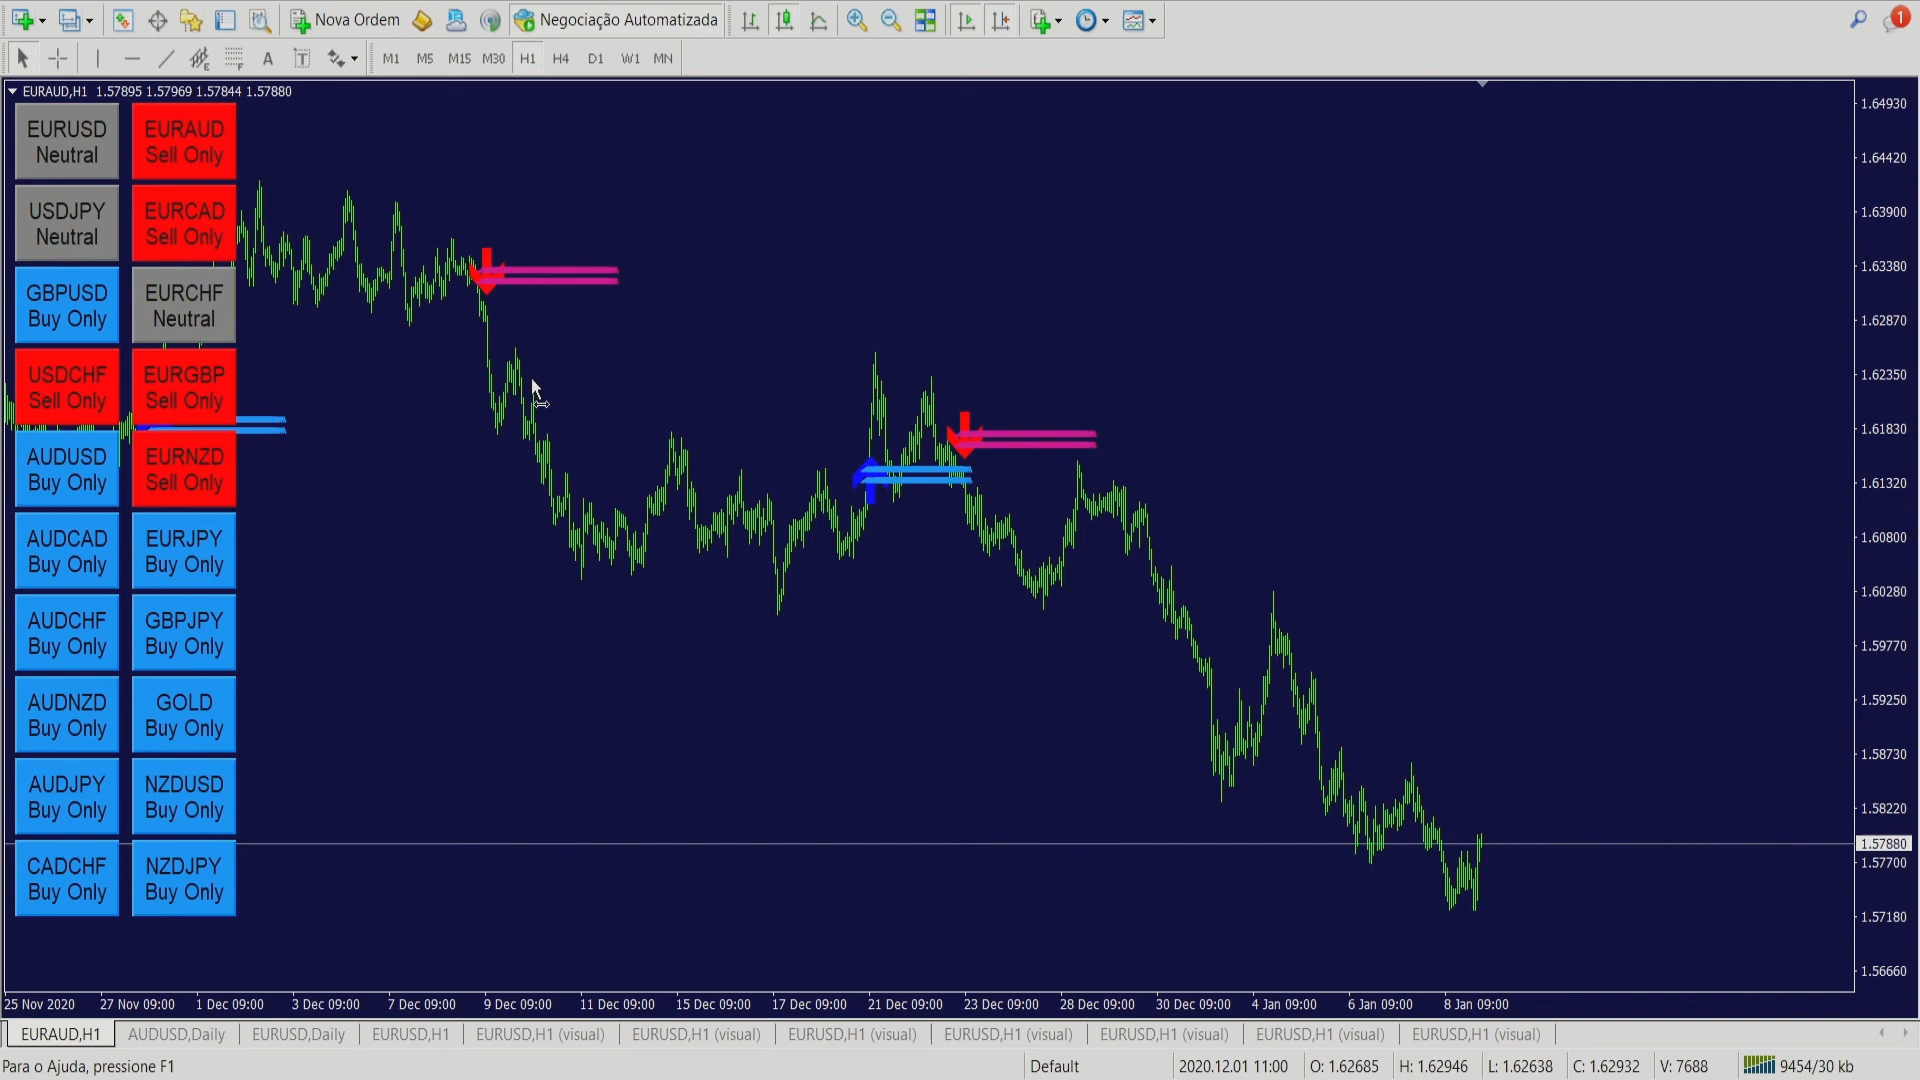 Nova Ordem
Negociação Automatizada
1
E
F
A
T
M1 M5 M15 M30 H1 H4 D1 W1 MN
EURAUD,H1 1.57895 1.57969 1.57844 1.57880
EURUSD
Neutral
EURAUD
Sell Only
USDJPY
Neutral
EURCAD
Sell Only
GBPUSD
Buy Only
EURCHF
Neutral
USDCHF
Sell Only
EURGBP
Sell Only
AUDUSD
Buy Only
EURNZD
Sell Only
AUDCAD
Buy Only
EURJPY
Buy Only
AUDCHF
Buy Only
GBPJPY
Buy Only
AUDNZD
Buy Only
GOLD
Buy Only
AUDJPY
Buy Only
NZDUSD
Buy Only
CADCHF
Buy Only
NZDJPY
Buy Only
1.64930
1.64420
1.63900
1.63380
1.62870
1.62350
1.61830
1.61320
1.60800
1.60280
1.59770
1.59250
1.58730
1.58220
1.57880
1.57700
1.57180
1.56660
25 Nov 2020 27 Nov 09:00 1 Dec 09:00 3 Dec 09:00 7 Dec 09:00 9 Dec 09:00 11 Dec 09:00 15 Dec 09:00 17 Dec 09:00 21 Dec 09:00 23 Dec 09:00 28 Dec 09:00 30 Dec 09:00 4 Jan 09:00 6 Jan 09:00 8 Jan 09:00
EURAUD,H1 AUDUSD,Daily EURUSD,Daily EURUSD,H1 EURUSD,H1 (visual) EURUSD,H1 (visual) EURUSD,H1 (visual) EURUSD,H1 (visual) EURUSD,H1 (visual) EURUSD,H1 (visual) EURUSD,H1 (visual)
Para o Ajuda, pressione F1 Default 2020.12.01 11:00 O: 1.62685 H: 1.62946 L: 1.62638 C: 1.62932 V: 7688 9454/30 kb